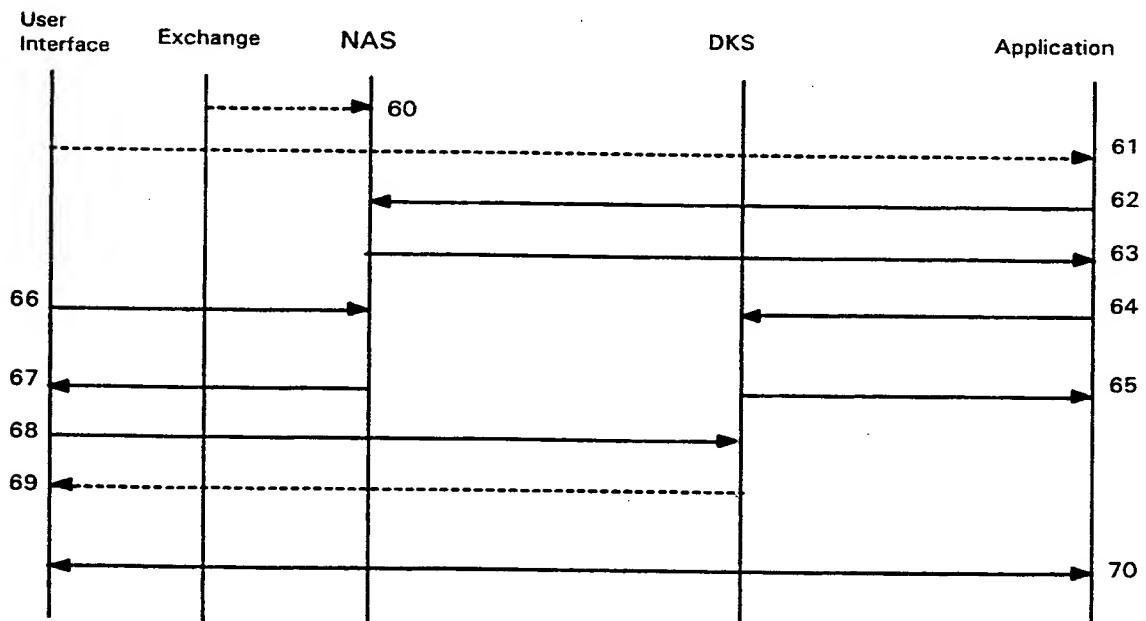 User
Interface
Exchange
NAS
DKS
Application
60
61
62
63
66
64
67
65
68
69
70